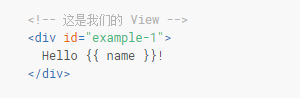 <!-- 这是我们的 View -->
<div id="example-1">
Hello {{ name }}!
</div>